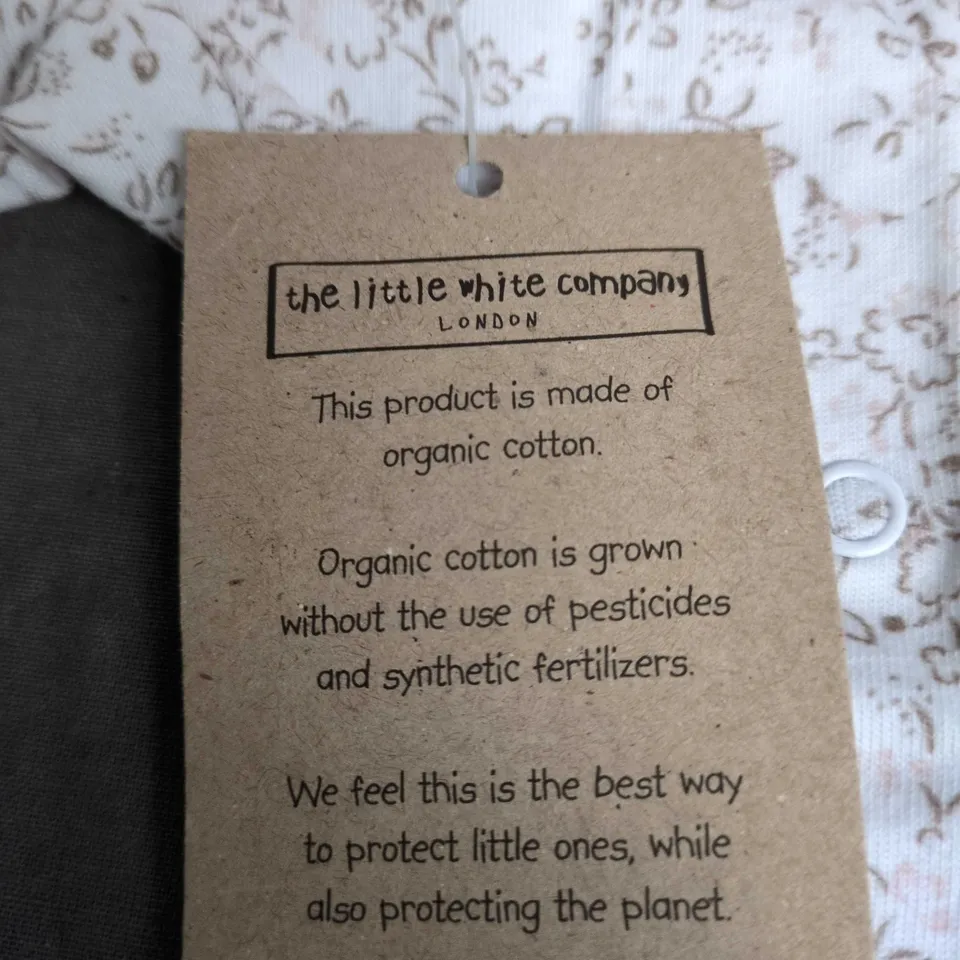 the little white company
LONDON
This product is made of
organic cotton.
Organic cotton is grown
without the use of pesticides
and synthetic fertilizers.
We feel this is the best way
to protect little ones, while
also protecting the planet.